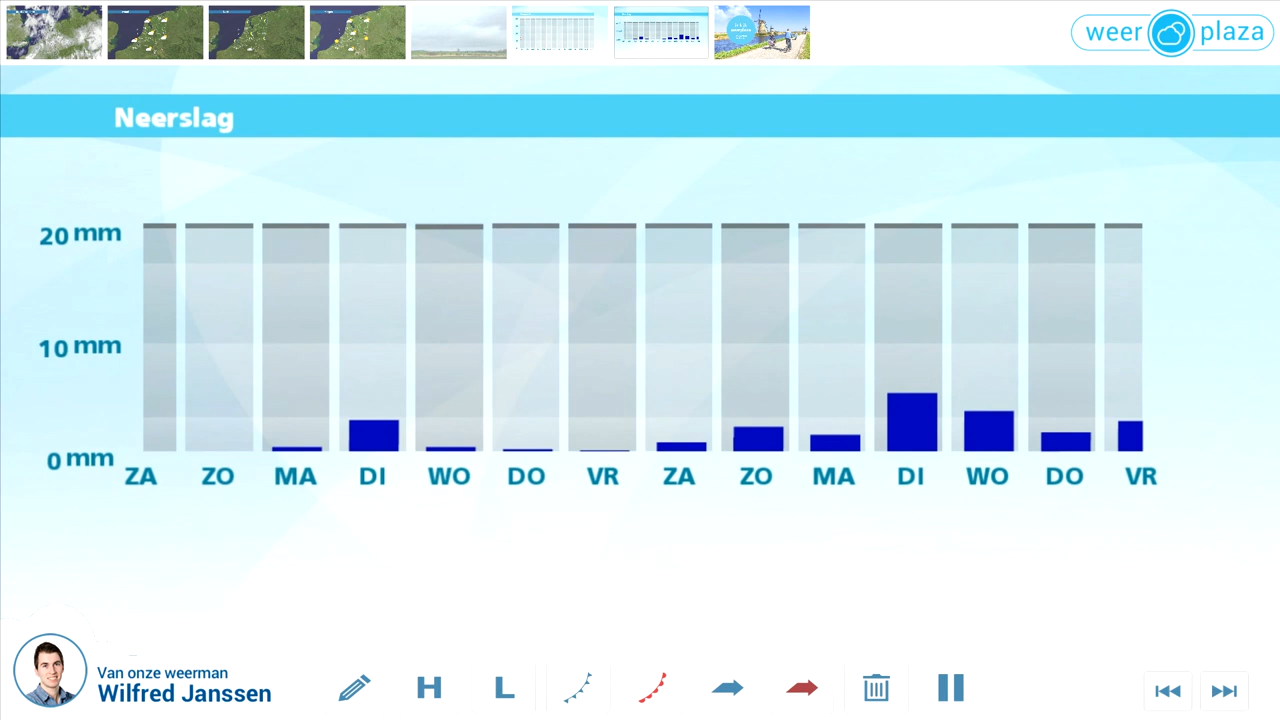 weer plaza
Neerslag
20 mm
10 mm
0 mm
ZA ZO MA DI WO DO VR ZA ZO MA DI WO DO VR
Van onze weerman
Wilfred Janssen
H L